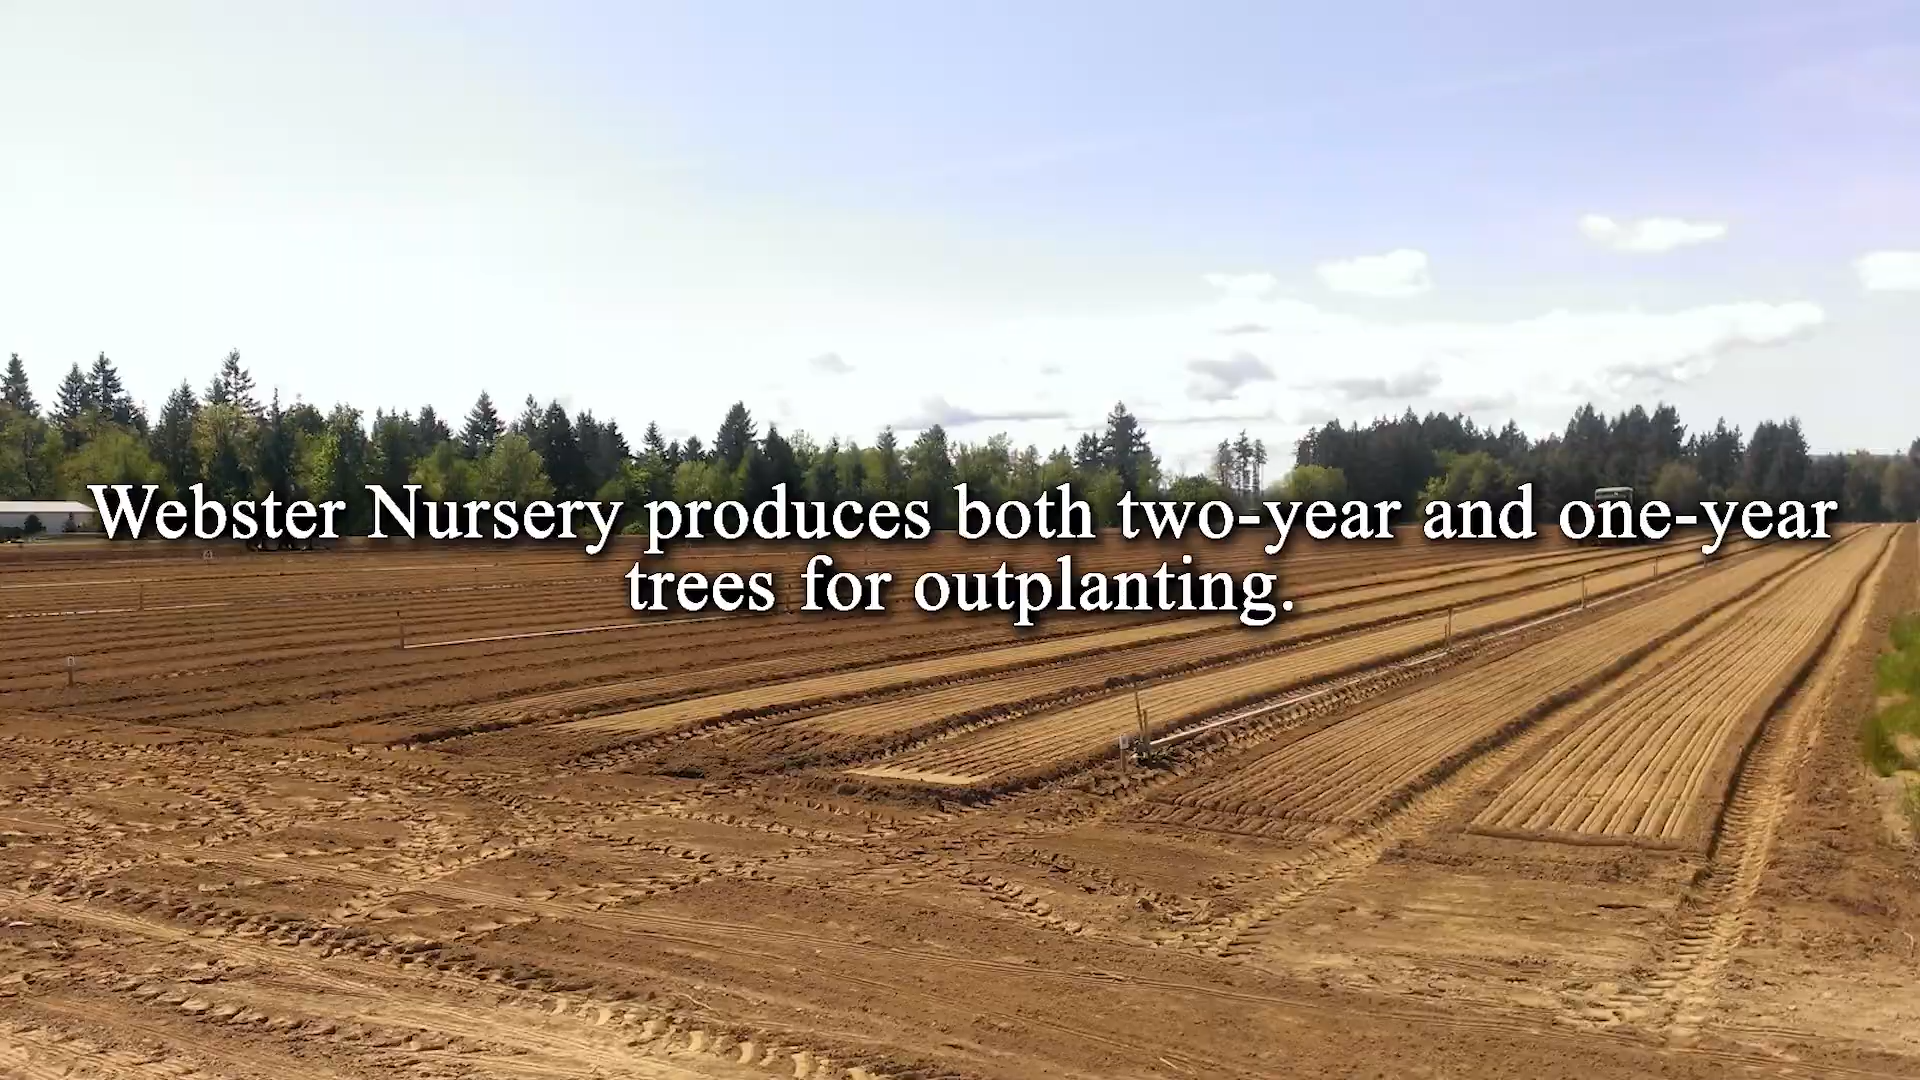 Webster Nursery produces both two-year and one-year
trees for outplanting.